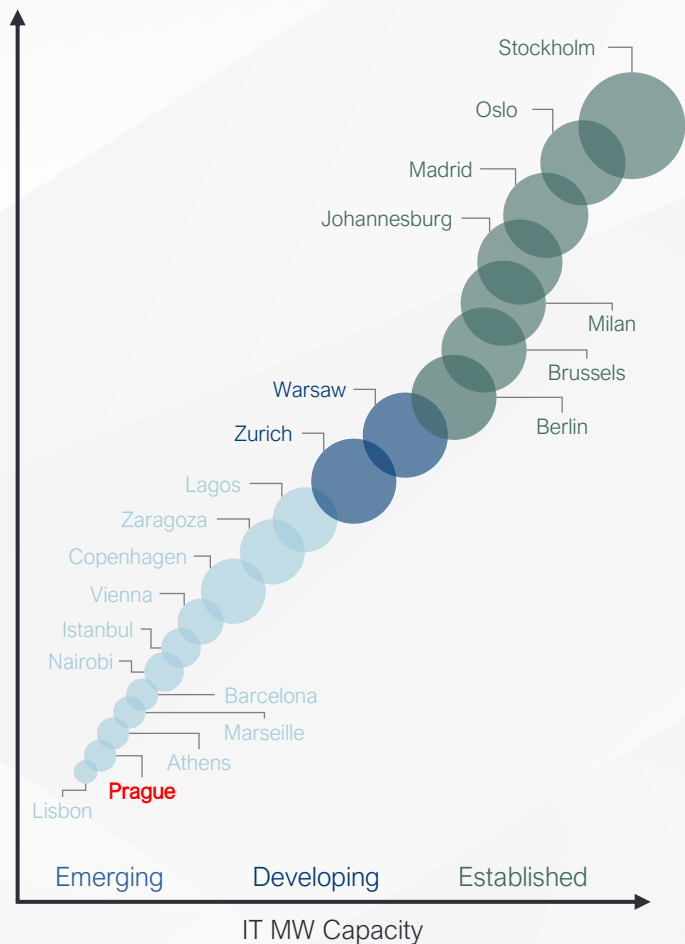 Stockholm
Oslo
Madrid
Johannesburg
Milan
Brussels
Warsaw
Berlin
Zurich
Lagos
Zaragoza
Copenhagen
Vienna
Istanbul
Nairobi
Barcelona
Marseille
Athens
Prague
Lisbon
Emerging Developing Established
IT MW Capacity